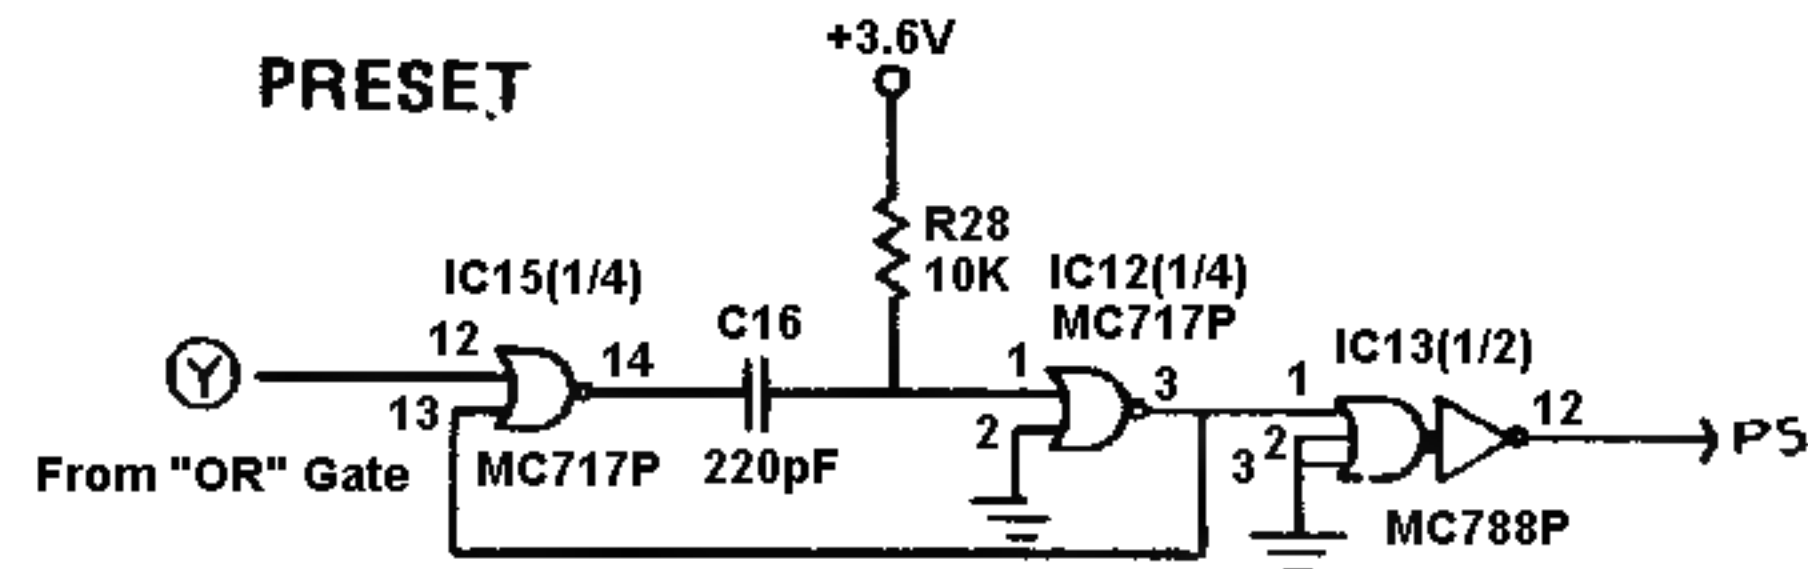 PRESET
+3.6V
R28
10K
IC15(1/4)
IC12(1/4)
MC717P
C16
IC13(1/2)
12
14
1
3
1
12
Y
13
2
2
3
PS
From "OR" Gate
MC717P
220pF
MC788P